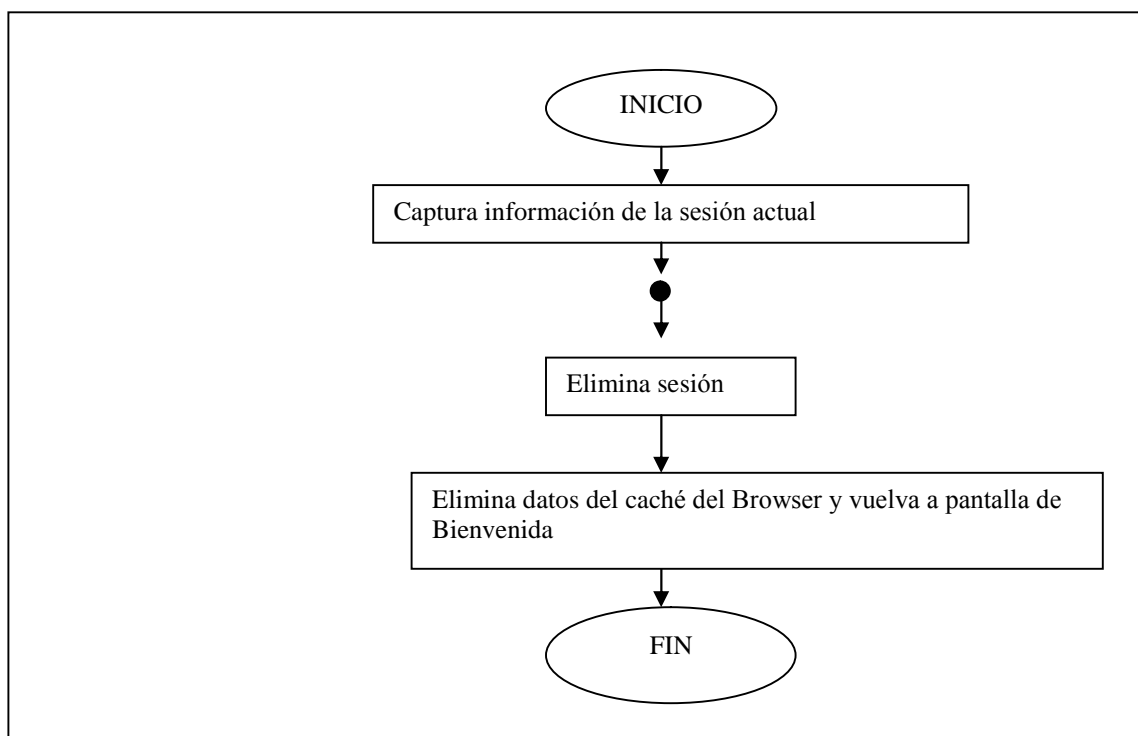 INICIO
Captura información de la sesión actual
Elimina sesión
Elimina datos del caché del Browser y vuelva a pantalla de
Bienvenida
FIN